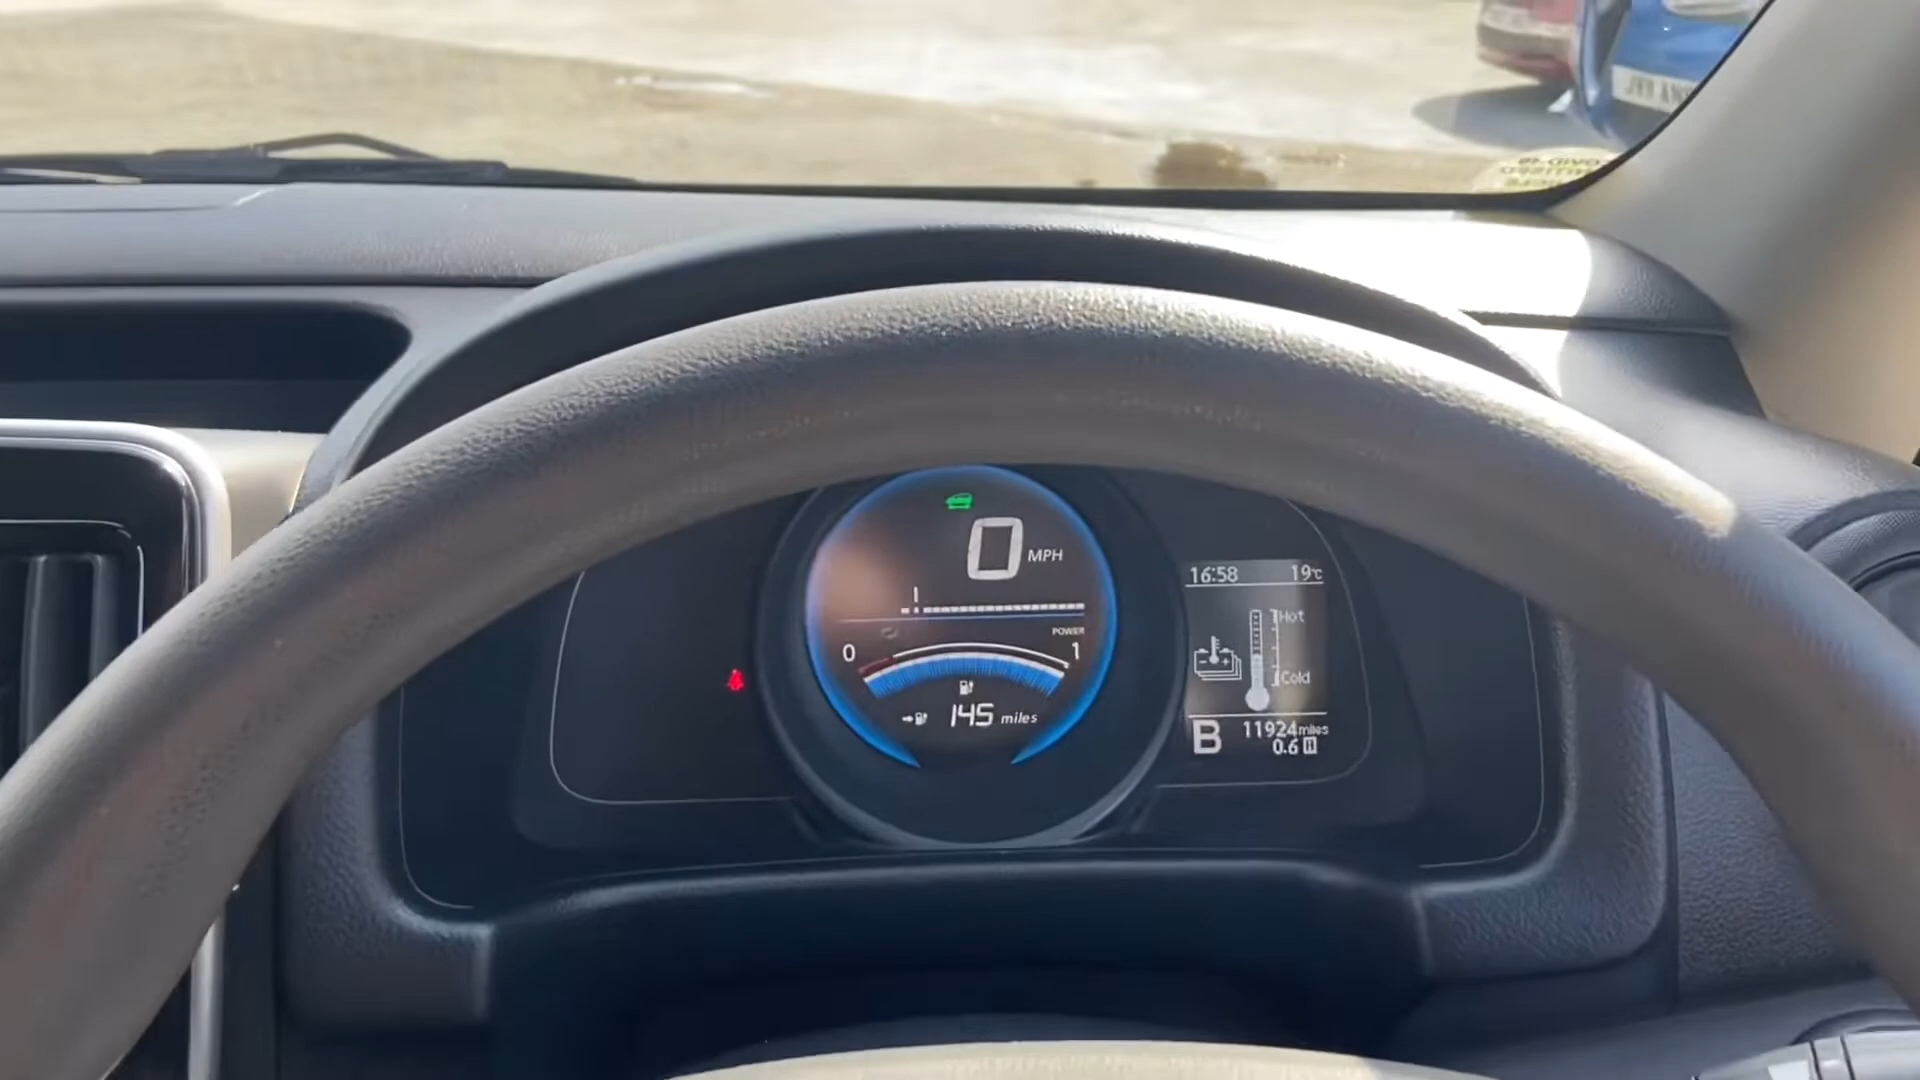 0 MPH
POWER
0 1
145 miles
16:58 19℃
Hot
Cold
B 11924 miles
0.6